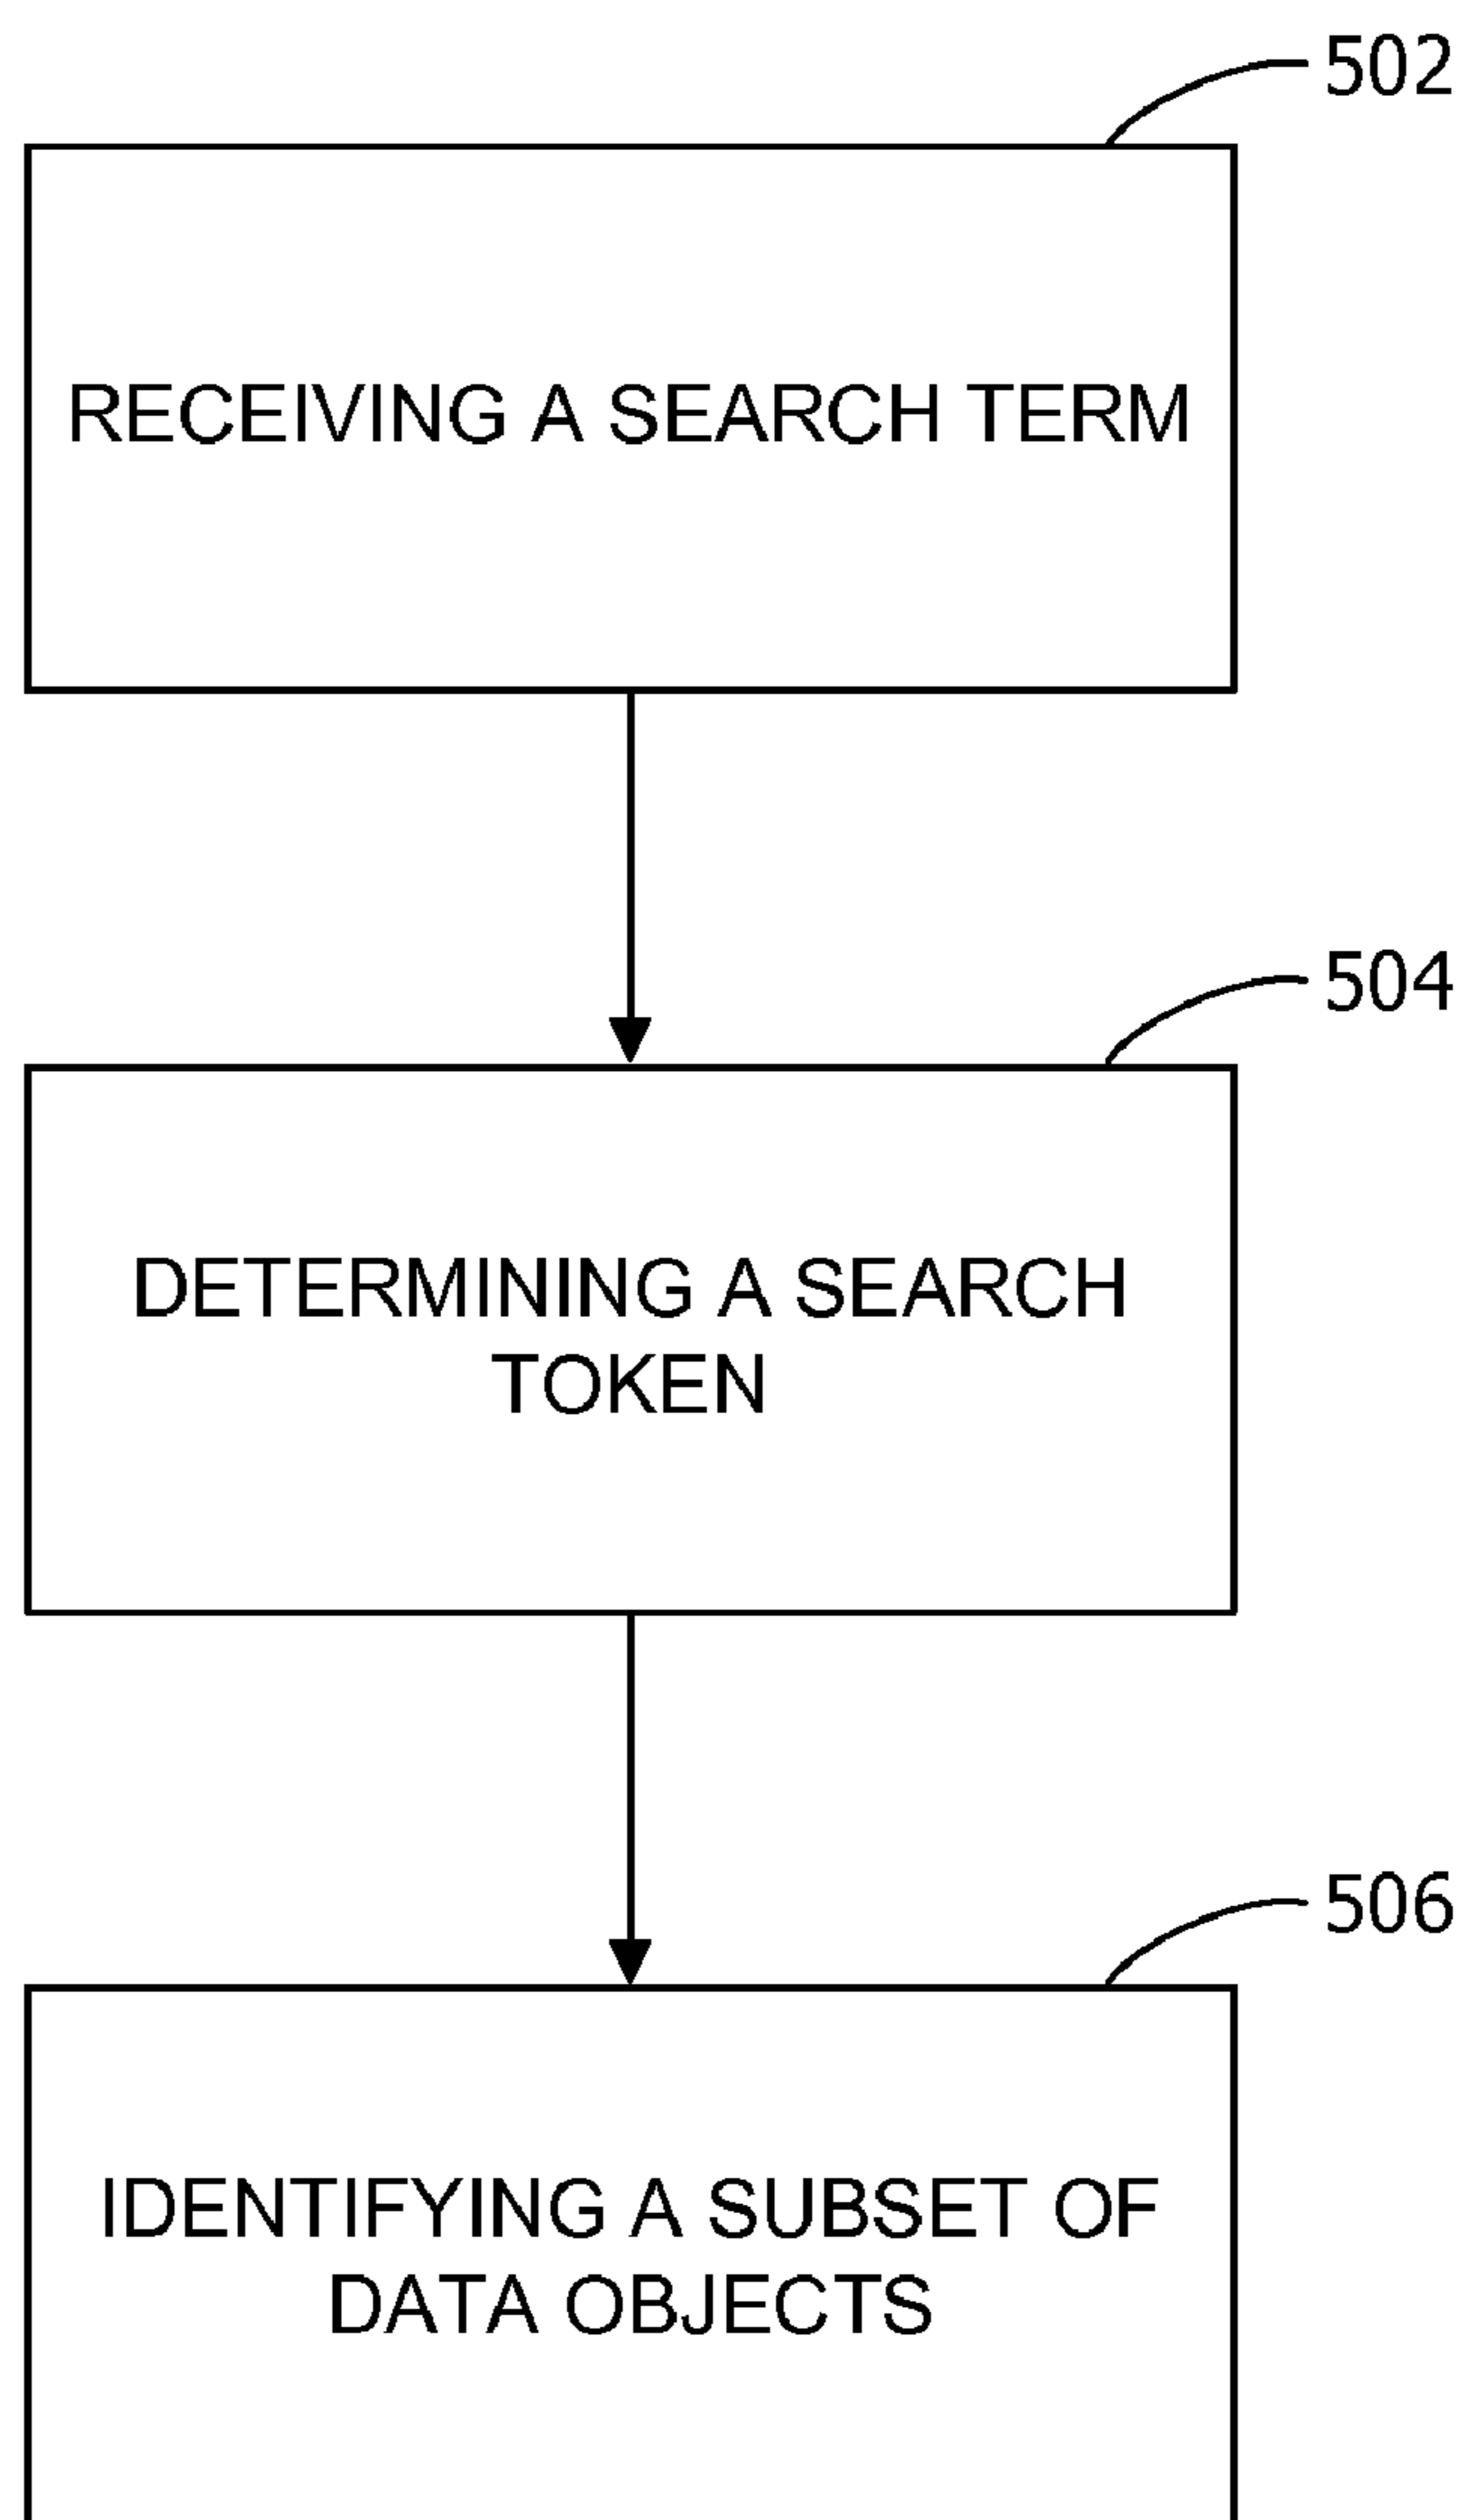 502
RECEIVING A SEARCH TERM
504
DETERMINING A SEARCH
TOKEN
506
IDENTIFYING A SUBSET OF
DATA OBJECTS